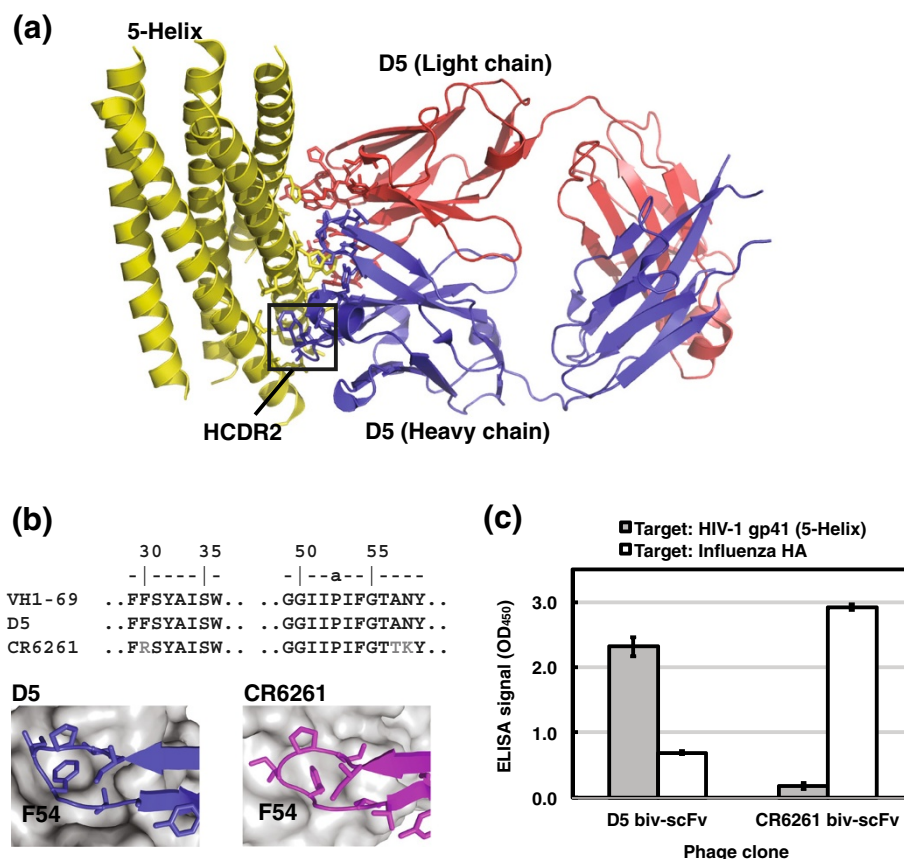 (a)
5-Helix
D5 (Light chain)
HCDR2
D5 (Heavy chain)
(b)
30 35 50 55
-|----|- -|--a--|---
VH1-69 ..FFSYAISW.. ..GGIIPIFGTANY..
D5 ..FFSYAISW.. ..GGIIPIFGTANY..
CR6261 ..FRSYAISW.. ..GGIIPIFGTTKY..
D5
CR6261
F54
F54
(c)
Target: HIV-1 gp41 (5-Helix)
Target: Influenza HA
ELISA signal (OD450)
3.0
2.0
1.0
0.0
D5 biv-scFv
CR6261 biv-scFv
Phage clone